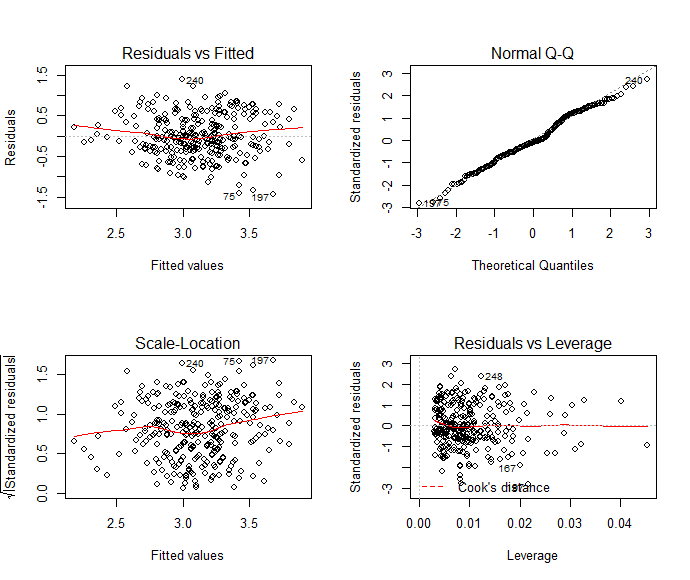 Residuals vs Fitted
Residuals
1.5
0.5
-0.5
-1.5
240
75
197
2.5 3.0 3.5
Fitted values
Normal Q-Q
Standardized residuals
3
2
1
0
-1
-2
-3
240
197
75
-3 -2 -1 0 1 2 3
Theoretical Quantiles
Scale-Location
√|Standardized residuals|
1.5
1.0
0.5
0.0
240
75
197
2.5 3.0 3.5
Fitted values
Residuals vs Leverage
Standardized residuals
3
2
1
0
-1
-3
248
167
197
Cook's distance
0.00 0.01 0.02 0.03 0.04
Leverage